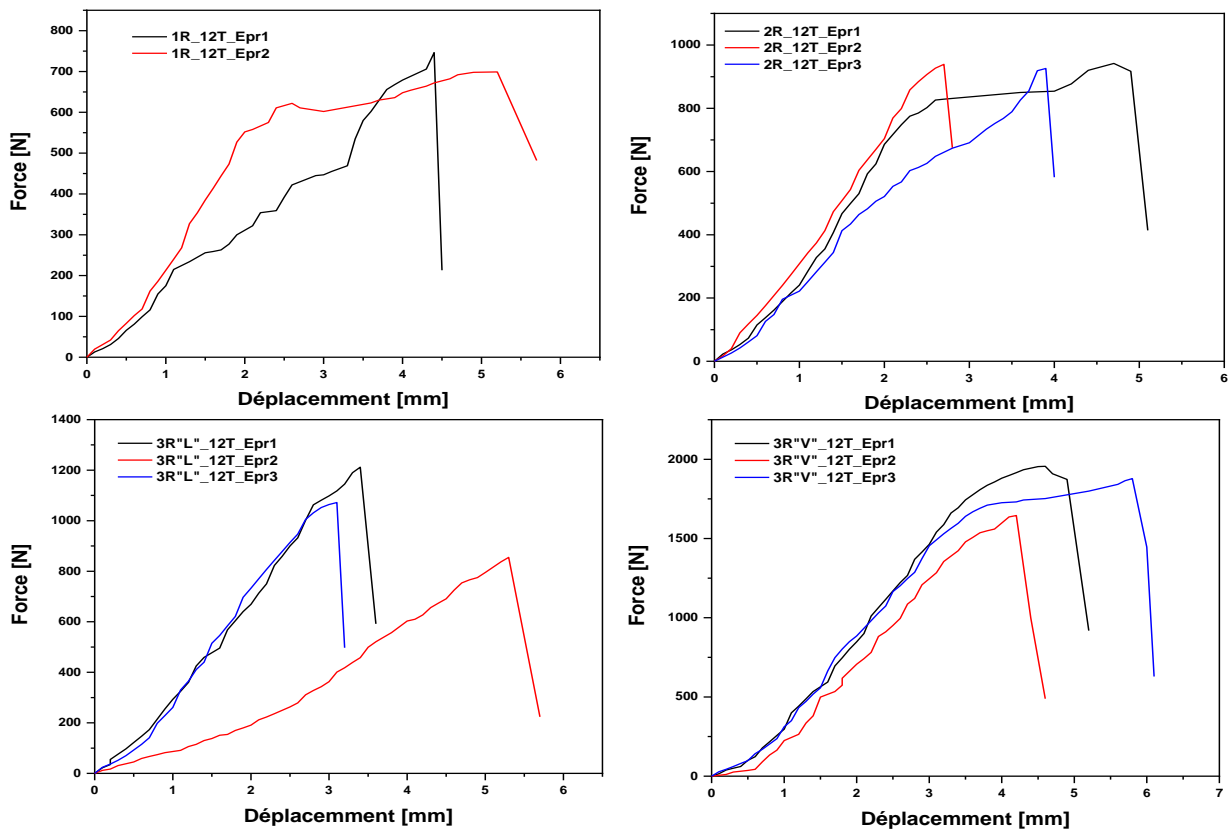 1R_12T_Epr1
1R_12T_Epr2
Force [N]
800
700
600
500
400
300
200
100
0
0 1 2 3 4 5 6
Déplacemment [mm]
2R_12T_Epr1
2R_12T_Epr2
2R_12T_Epr3
Force [N]
1000
800
600
400
200
0
0 1 2 3 4 5 6
Déplacemment [mm]
3R"L"_12T_Epr1
3R"L"_12T_Epr2
3R"L"_12T_Epr3
Force [N]
1400
1200
1000
800
600
400
200
0
0 1 2 3 4 5 6
Déplacemment [mm]
3R"V"_12T_Epr1
3R"V"_12T_Epr2
3R"V"_12T_Epr3
Force [N]
2000
1500
1000
500
0
0 1 2 3 4 5 6 7
Déplacemment [mm]